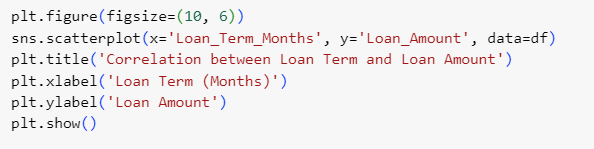 plt.figure(figsize=(10, 6))
sns.scatterplot(x='Loan_Term_Months', y='Loan_Amount', data=df)
plt.title('Correlation between Loan Term and Loan Amount')
plt.xlabel('Loan Term (Months)')
plt.ylabel('Loan Amount')
plt.show()